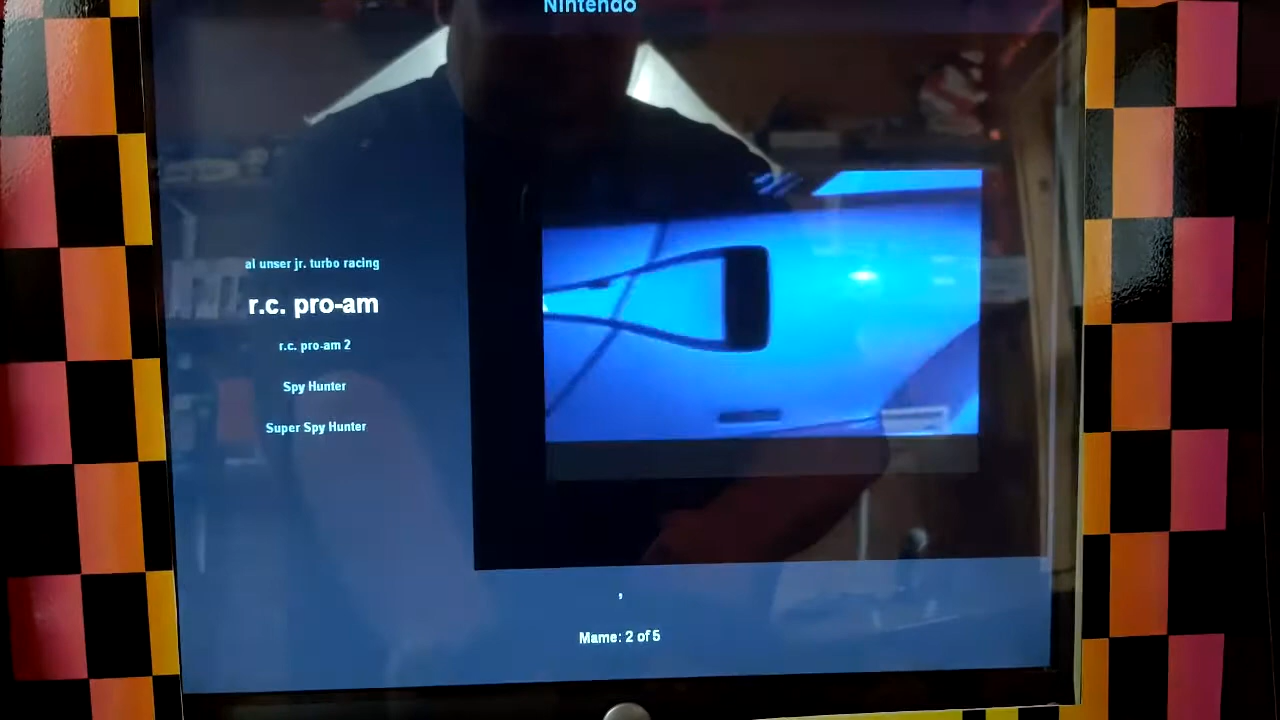 Nintendo
al unser jr. turbo racing
r.c. pro-am
r.c. pro-am 2
Spy Hunter
Super Spy Hunter
,
Mame: 2 of 5